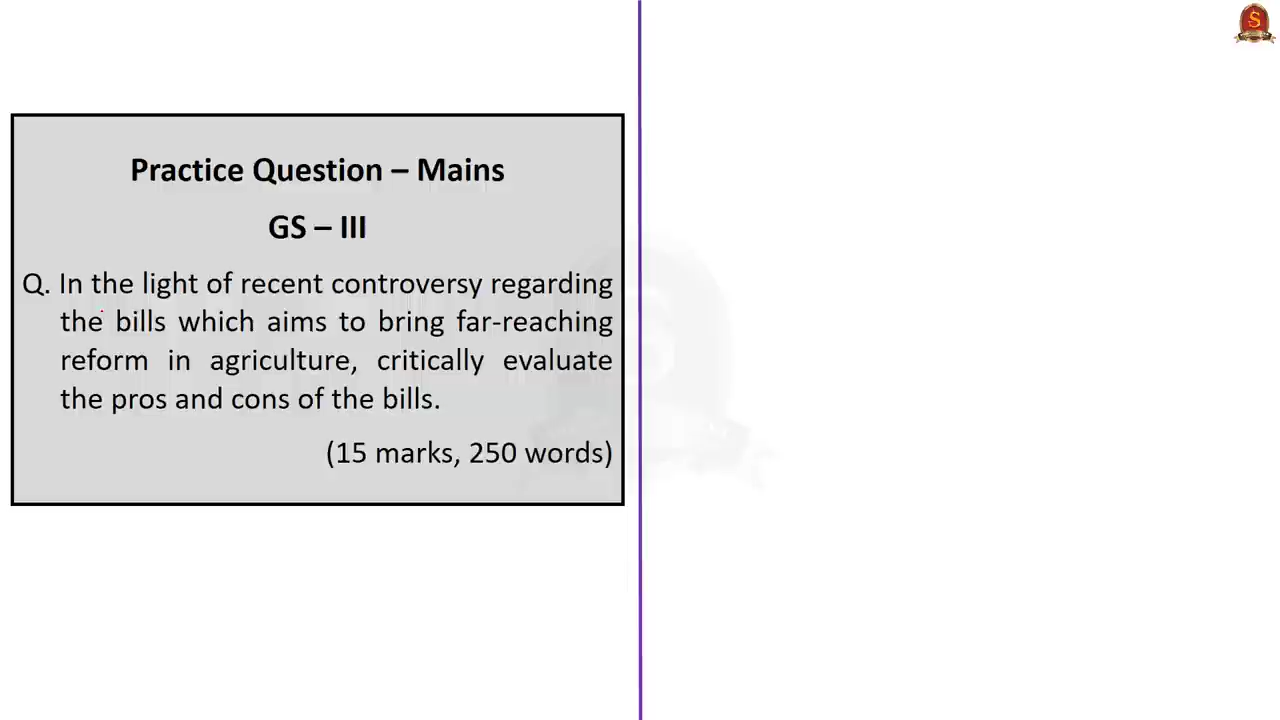 S
Practice Question – Mains
GS – III
Q. In the light of recent controversy regarding
the bills which aims to bring far-reaching
reform in agriculture, critically evaluate
the pros and cons of the bills.
(15 marks, 250 words)